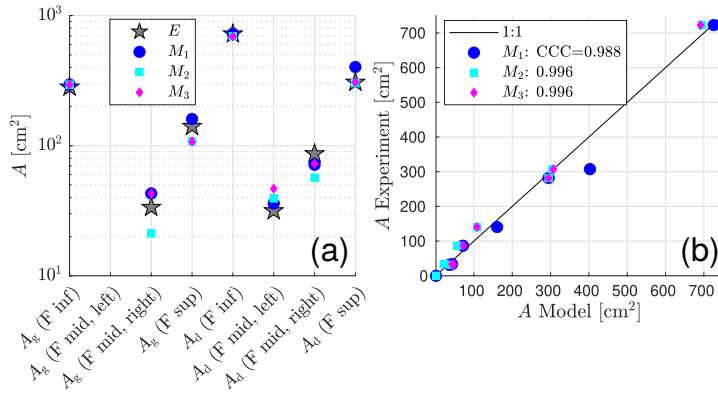 10³
10²
10¹
A [cm²]
E
M₁
M₂
M₃
(a)
A_g (F inf)
A_g (F mid, left)
A_g (F mid, right)
A_g (F sup)
A_d (F inf)
A_d (F mid, left)
A_d (F mid, right)
A_d (F sup)
700
600
500
400
300
200
100
0
A Experiment [cm²]
1:1
M₁: CCC=0.988
M₂: 0.996
M₃: 0.996
(b)
100 200 300 400 500 600 700
A Model [cm²]